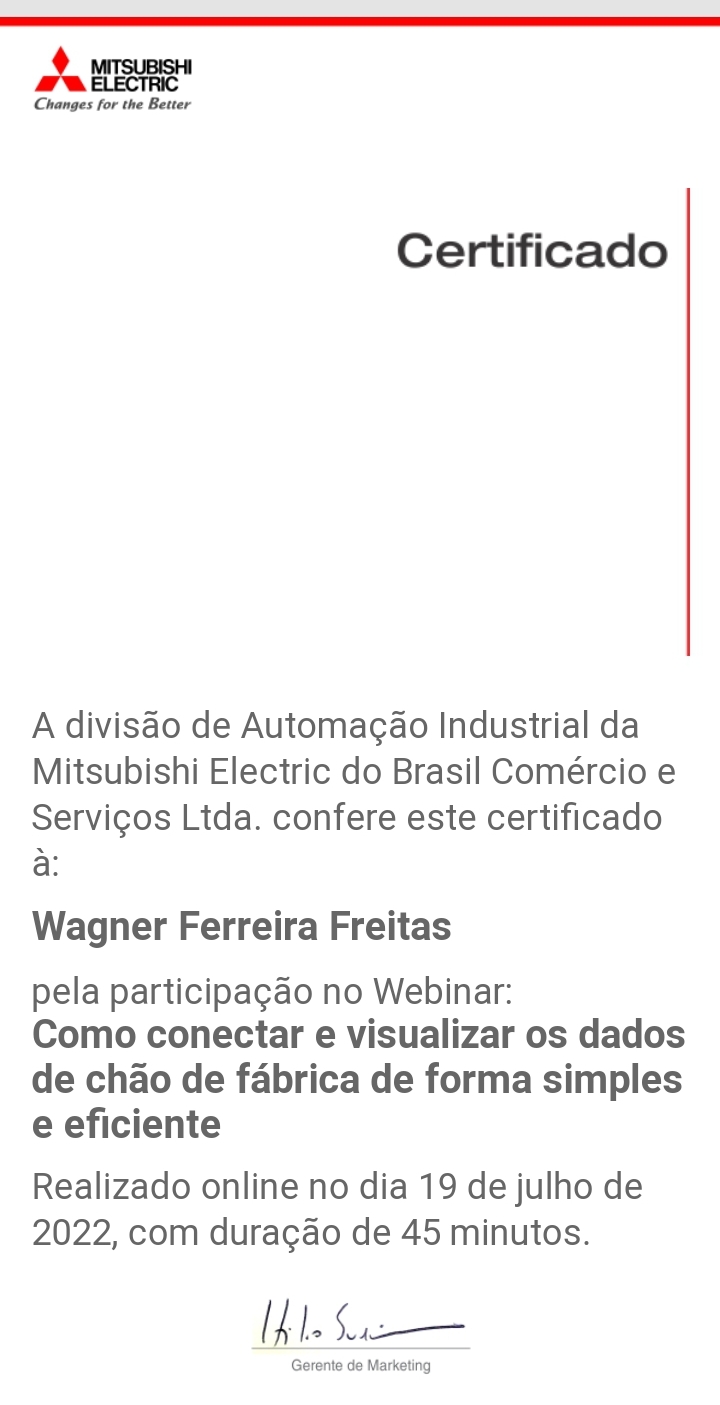 MITSUBISHI
ELECTRIC
Changes for the Better
Certificado
A divisão de Automação Industrial da
Mitsubishi Electric do Brasil Comércio e
Serviços Ltda. confere este certificado
à:
Wagner Ferreira Freitas
pela participação no Webinar:
Como conectar e visualizar os dados
de chão de fábrica de forma simples
e eficiente
Realizado online no dia 19 de julho de
2022, com duração de 45 minutos.
Gerente de Marketing